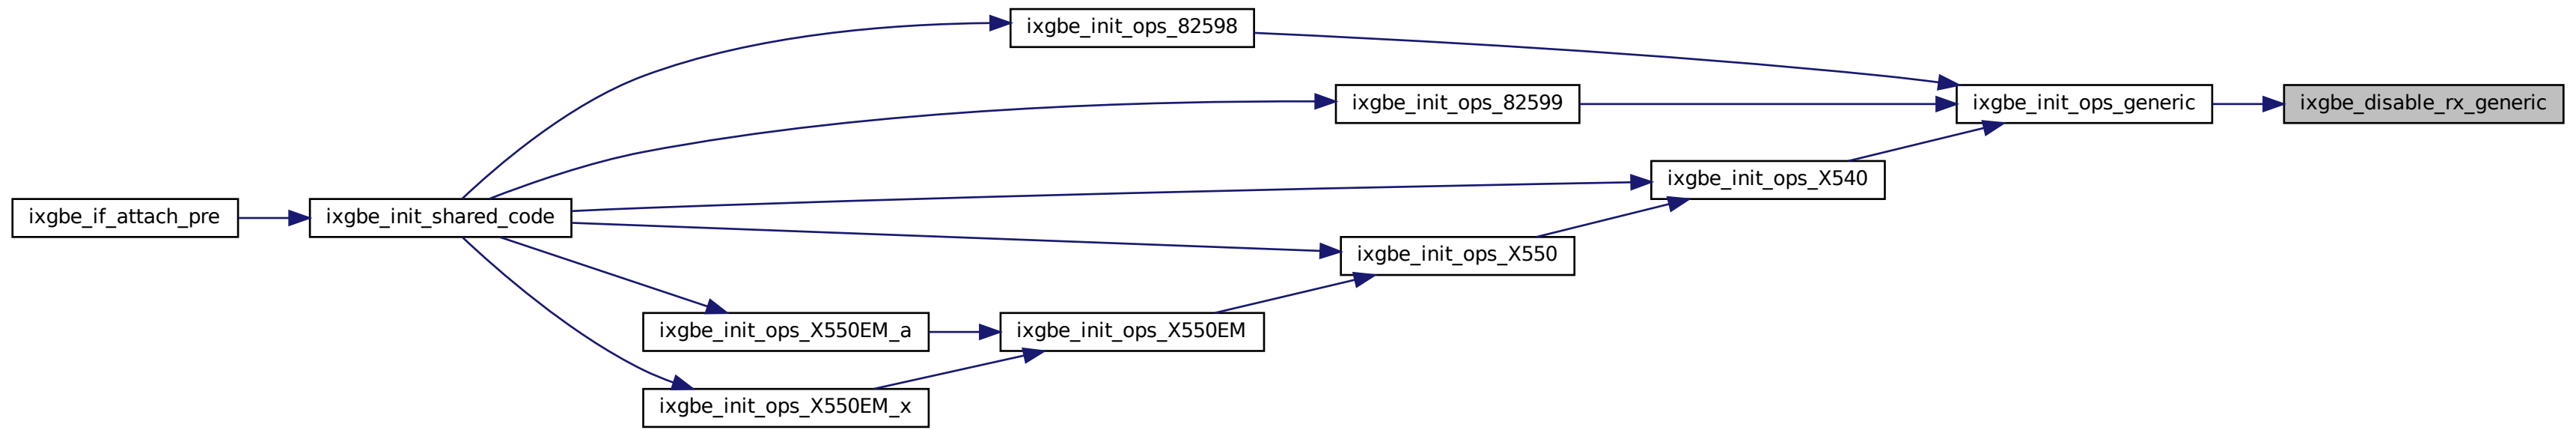 ixgbe_init_ops_82598
ixgbe_init_ops_82599
ixgbe_init_ops_generic
ixgbe_disable_rx_generic
ixgbe_init_ops_X540
ixgbe_if_attach_pre
ixgbe_init_shared_code
ixgbe_init_ops_X550
ixgbe_init_ops_X550EM_a
ixgbe_init_ops_X550EM
ixgbe_init_ops_X550EM_x